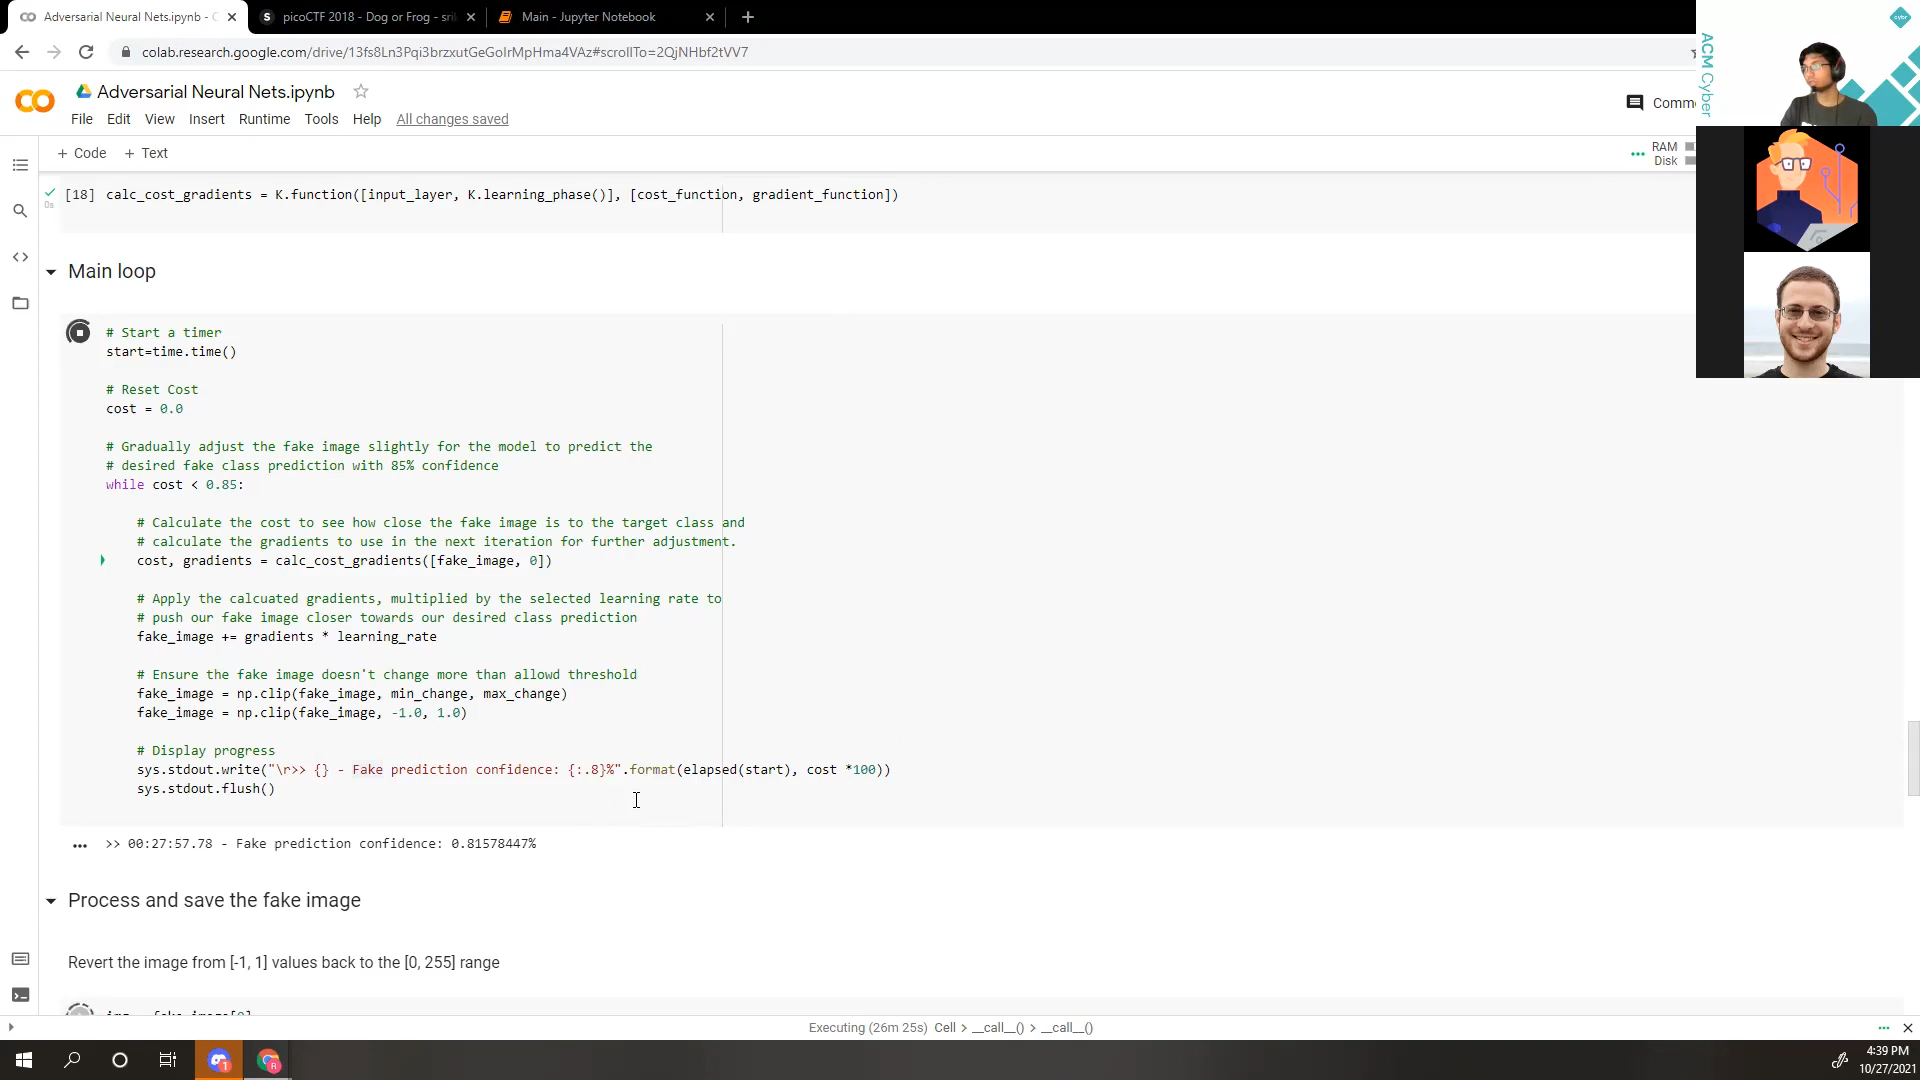 Adversarial Neural Nets.ipynb - C
S picoCTF 2018 - Dog or Frog - sril
Main - Jupyter Notebook
colab.research.google.com/drive/13fs8Ln3Pqi3brzxutGeGoIrMpHma4VAz#scrollTo=2QjNHbf2tVV7
CO Adversarial Neural Nets.ipynb
Comm
File Edit View Insert Runtime Tools Help All changes saved
+ Code + Text
RAM
Disk
[18] calc_cost_gradients = K.function([input_layer, K.learning_phase()], [cost_function, gradient_function])
0s
Main loop
# Start a timer
start=time.time()
# Reset Cost
cost = 0.0
# Gradually adjust the fake image slightly for the model to predict the
# desired fake class prediction with 85% confidence
while cost < 0.85:
# Calculate the cost to see how close the fake image is to the target class and
# calculate the gradients to use in the next iteration for further adjustment.
cost, gradients = calc_cost_gradients([fake_image, 0])
# Apply the calcuated gradients, multiplied by the selected learning rate to
# push our fake image closer towards our desired class prediction
fake_image += gradients * learning_rate
# Ensure the fake image doesn't change more than allowd threshold
fake_image = np.clip(fake_image, min_change, max_change)
fake_image = np.clip(fake_image, -1.0, 1.0)
# Display progress
sys.stdout.write("\r>> {} - Fake prediction confidence: {:.8}%".format(elapsed(start), cost *100))
sys.stdout.flush()
>> 00:27:57.78 - Fake prediction confidence: 0.81578447%
Process and save the fake image
Revert the image from [-1, 1] values back to the [0, 255] range
Executing (26m 25s) Cell > __call__() > __call__()
4:39 PM
10/27/2021
ACM Cyber
cybr